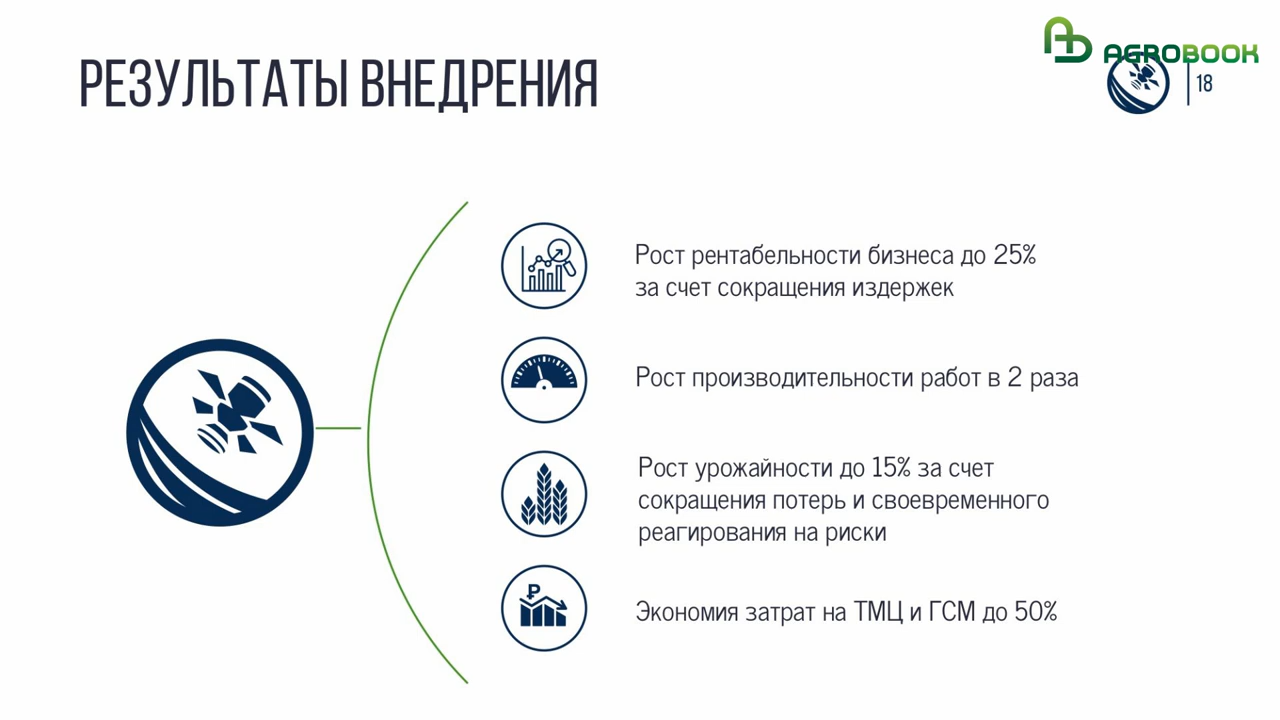 AGROBOOK
РЕЗУЛЬТАТЫ ВНЕДРЕНИЯ
18
Рост рентабельности бизнеса до 25%
за счет сокращения издержек
Рост производительности работ в 2 раза
Рост урожайности до 15% за счет
сокращения потерь и своевременного
реагирования на риски
₽
Экономия затрат на ТМЦ и ГСМ до 50%